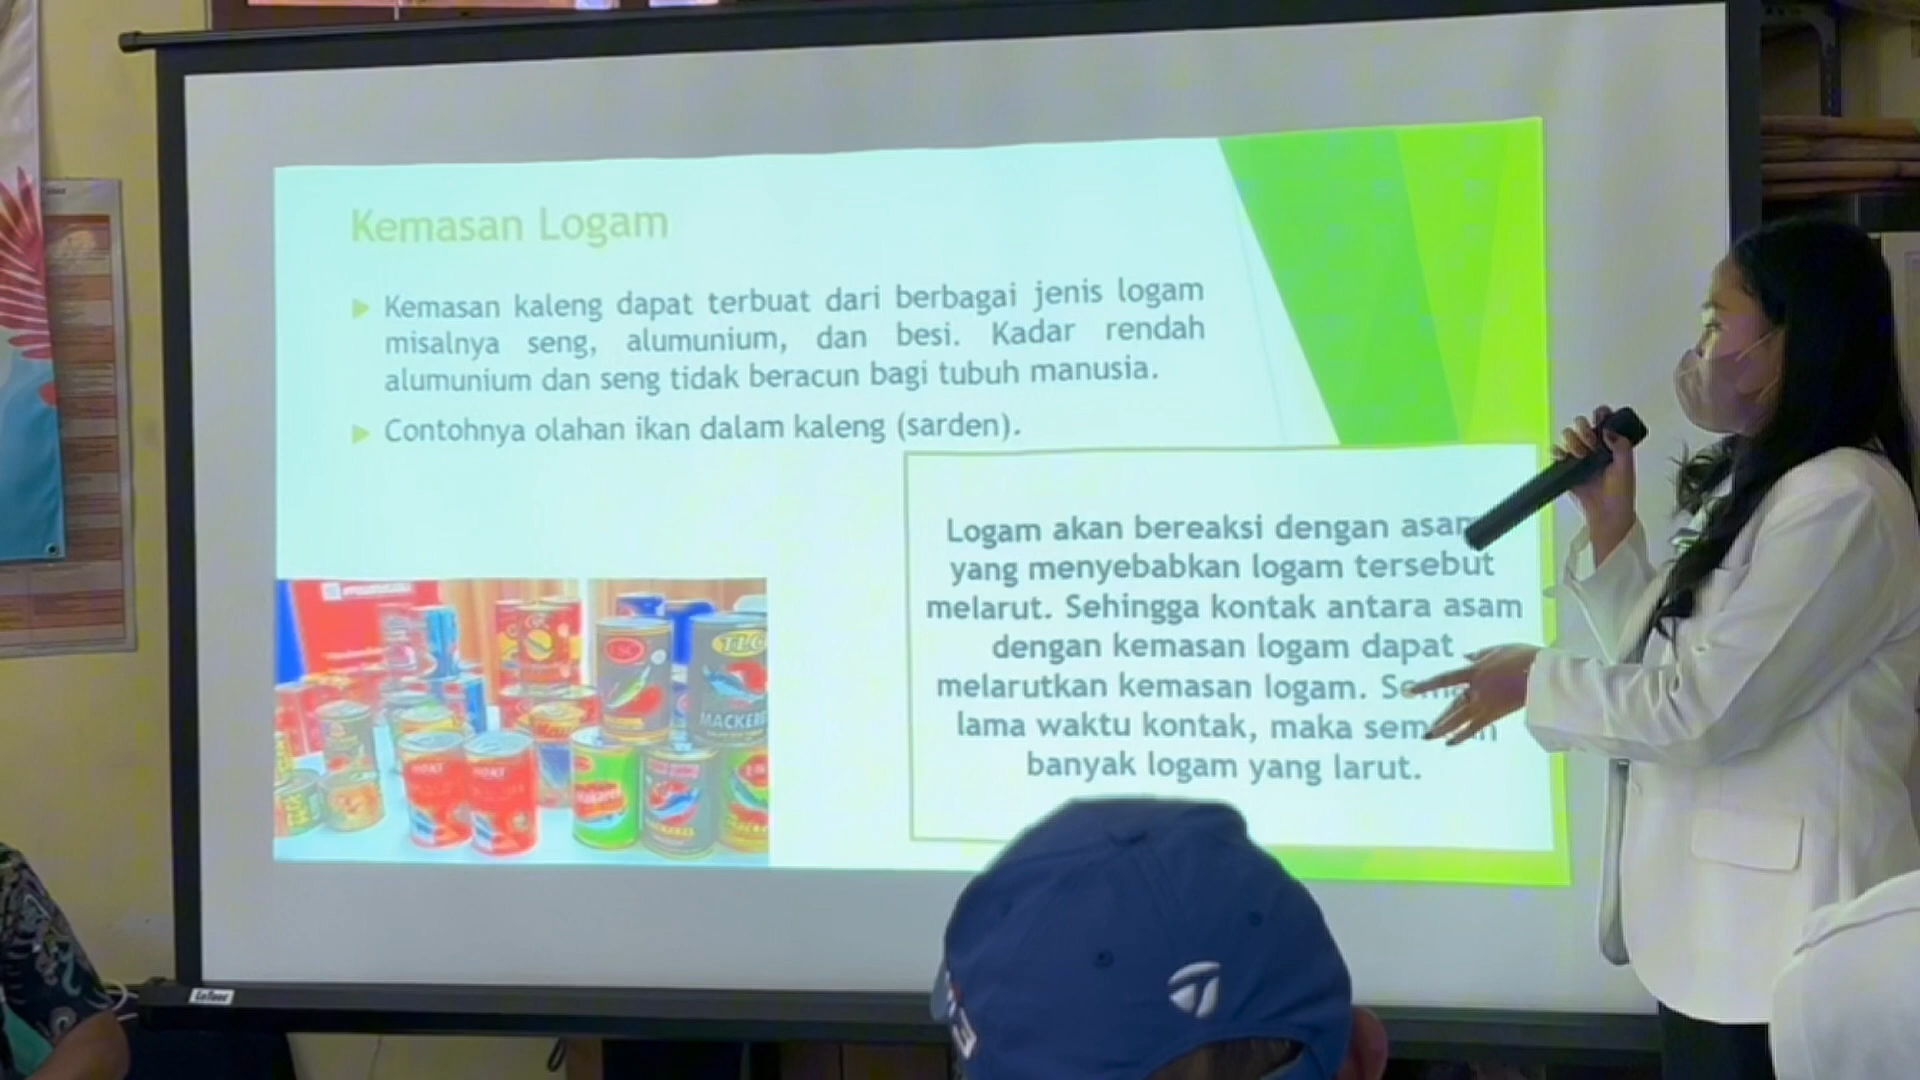 Kemasan Logam
Kemasan kaleng dapat terbuat dari berbagai jenis logam
misalnya seng, alumunium, dan besi. Kadar rendah
alumunium dan seng tidak beracun bagi tubuh manusia.
Contohnya olahan ikan dalam kaleng (sarden).
Logam akan bereaksi dengan
yang menyebabkan logam tersebut
melarut. Sehingga kontak antara asam
dengan kemasan logam dapat
melarutkan kemasan logam.
lama waktu kontak, maka
banyak logam yang larut.
TLC